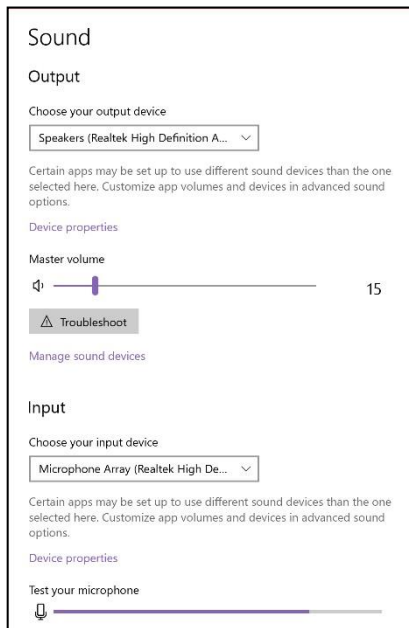 Sound
Output
Choose your output device
Speakers (Realtek High Definition A...
Certain apps may be set up to use different sound devices than the one
selected here. Customize app volumes and devices in advanced sound
options.
Device properties
Master volume
15
Troubleshoot
Manage sound devices
Input
Choose your input device
Microphone Array (Realtek High De...
Certain apps may be set up to use different sound devices than the one
selected here. Customize app volumes and devices in advanced sound
options.
Device properties
Test your microphone